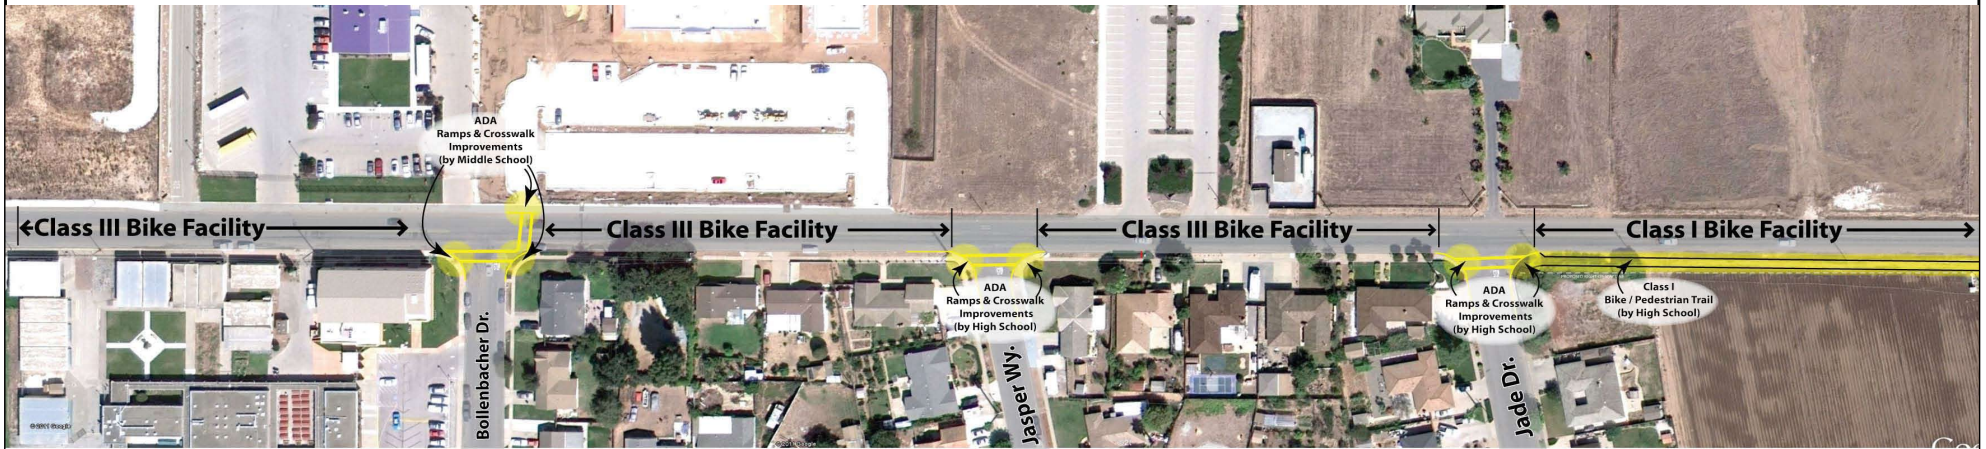 ADA
Ramps & Crosswalk
Improvements
(by Middle School)
Class III Bike Facility
Class III Bike Facility
Class III Bike Facility
Class I Bike Facility
ADA
Ramps & Crosswalk
Improvements
(by High School)
ADA
Ramps & Crosswalk
Improvements
(by High School)
Class I
Bike / Pedestrian Trail
(by High School)
Bollenbacher Dr.
Jasper Wy.
Jade Dr.
© 2011 Google